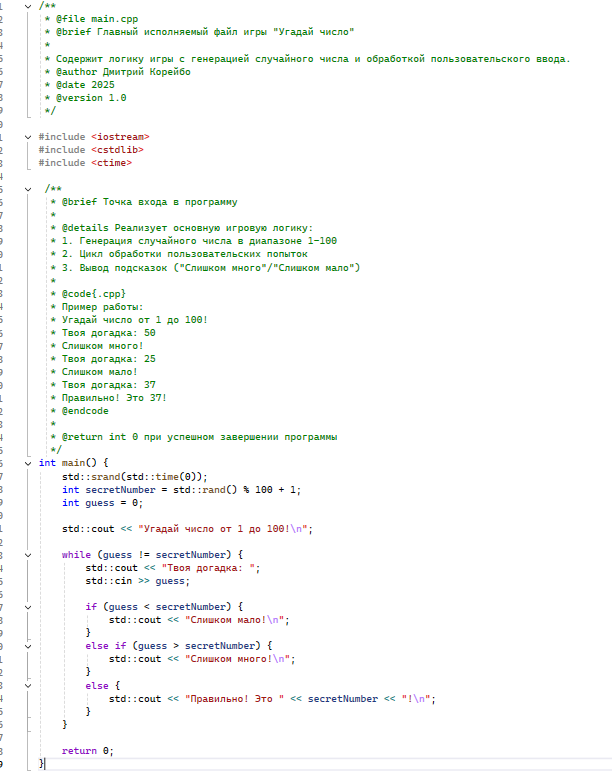 /**
* @file main.cpp
* @brief Главный исполняемый файл игры "Угадай число"
*
* Содержит логику игры с генерацией случайного числа и обработкой пользовательского ввода.
* @author Дмитрий Корейбо
* @date 2025
* @version 1.0
*/
#include <iostream>
#include <cstdlib>
#include <ctime>
/**
* @brief Точка входа в программу
*
* @details Реализует основную игровую логику:
* 1. Генерация случайного числа в диапазоне 1-100
* 2. Цикл обработки пользовательских попыток
* 3. Вывод подсказок ("Слишком много"/"Слишком мало")
*
* @code{.cpp}
* Пример работы:
* Угадай число от 1 до 100!
* Твоя догадка: 50
* Слишком много!
* Твоя догадка: 25
* Слишком мало!
* Твоя догадка: 37
* Правильно! Это 37!
* @endcode
*
* @return int 0 при успешном завершении программы
*/
int main() {
std::srand(std::time(0));
int secretNumber = std::rand() % 100 + 1;
int guess = 0;
std::cout << "Угадай число от 1 до 100!\n";
while (guess != secretNumber) {
std::cout << "Твоя догадка: ";
std::cin >> guess;
if (guess < secretNumber) {
std::cout << "Слишком мало!\n";
}
else if (guess > secretNumber) {
std::cout << "Слишком много!\n";
}
else {
std::cout << "Правильно! Это " << secretNumber << "!\n";
}
}
return 0;
}